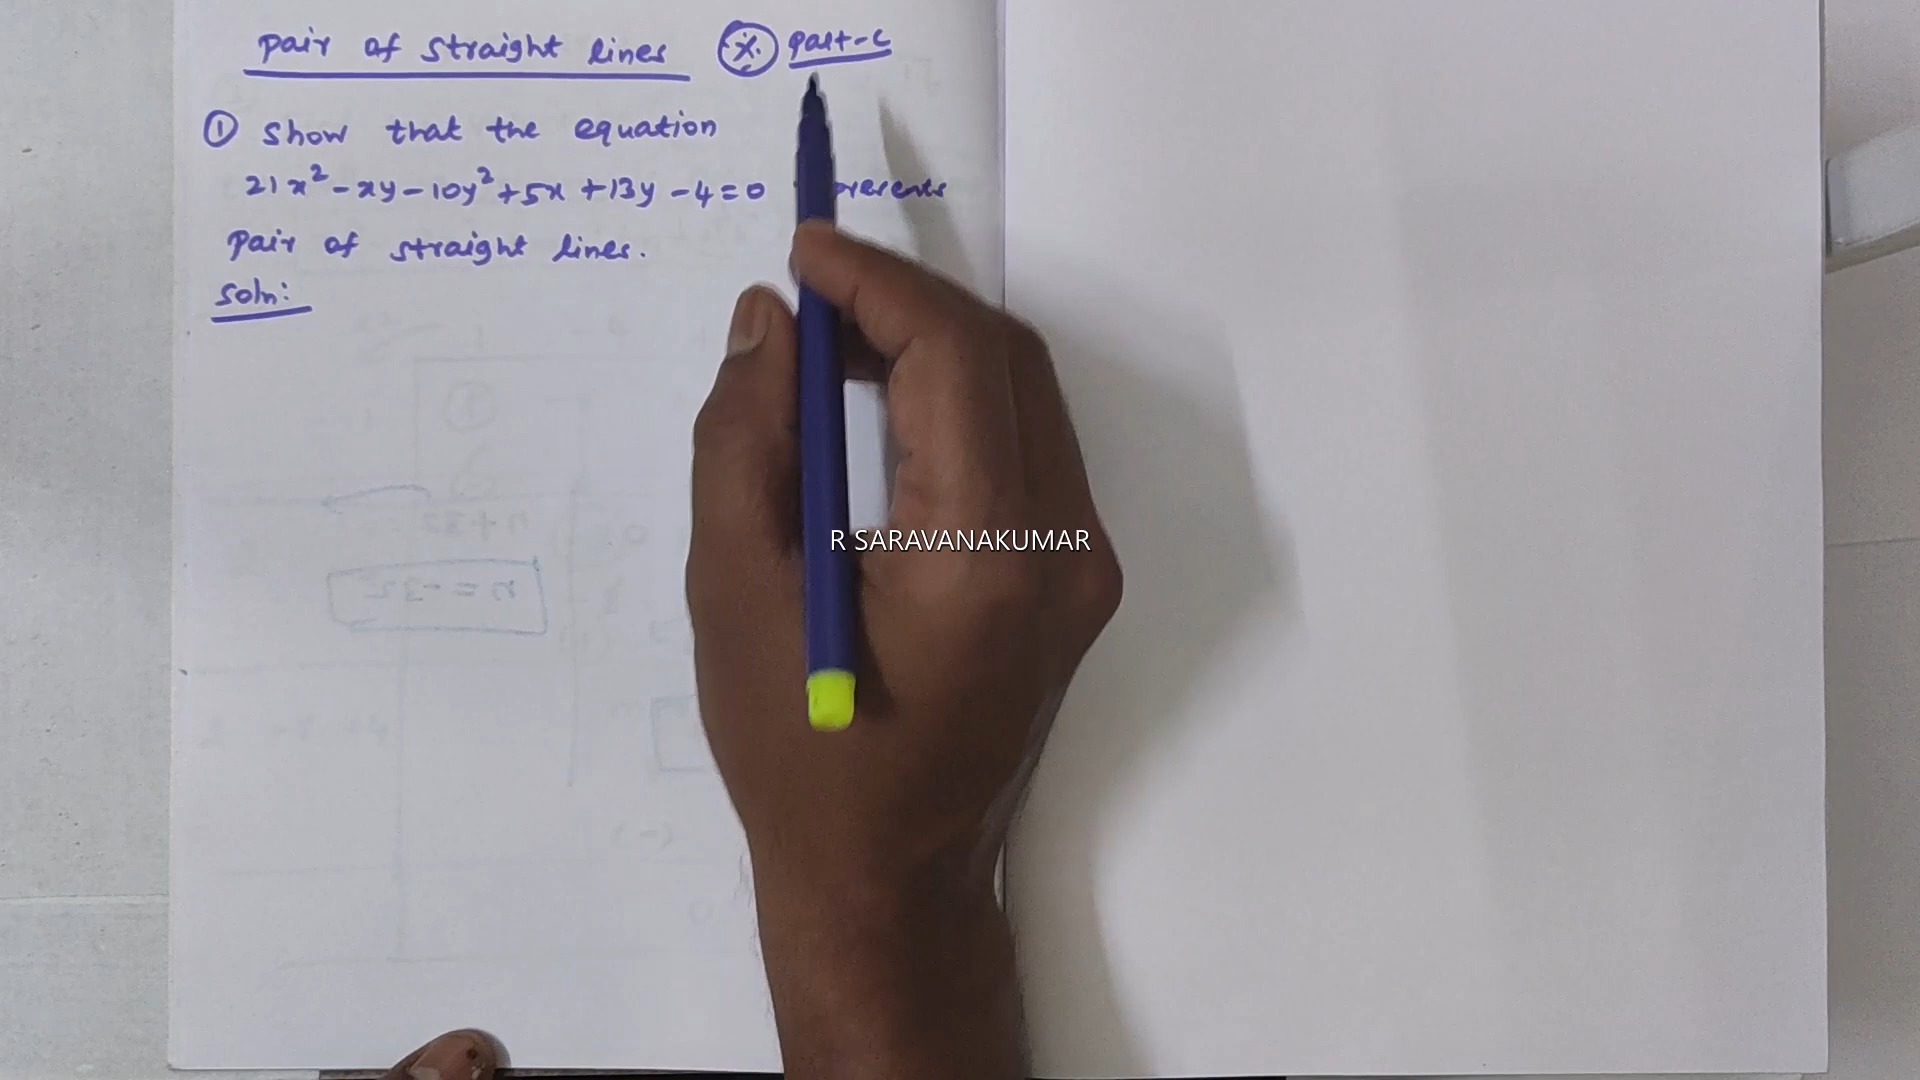 Pair of straight lines (※) Part-C
① Show that the equation
21x² - xy - 10y² + 5x + 13y - 4 = 0
Pair of straight lines.
Soln:
R SARAVANAKUMAR
n = -32